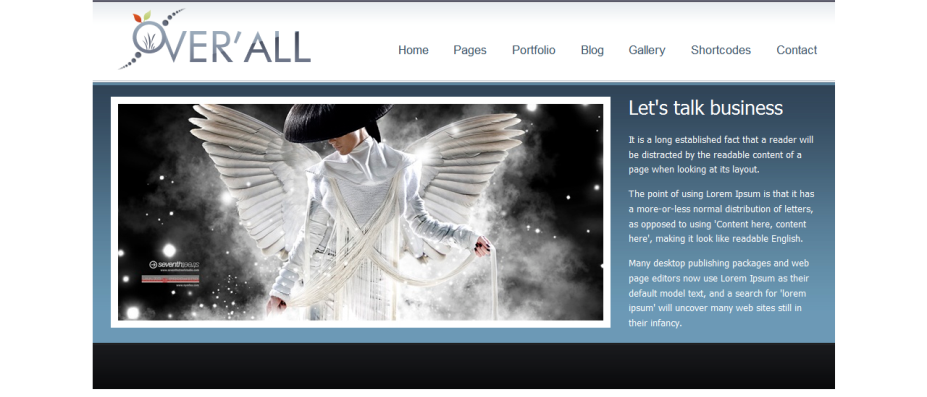 OVER'ALL
Home Pages Portfolio Blog Gallery Shortcodes Contact
Let's talk business
It is a long established fact that a reader will
be distracted by the readable content of a
page when looking at its layout.
The point of using Lorem Ipsum is that it has
a more-or-less normal distribution of letters,
as opposed to using 'Content here, content
here', making it look like readable English.
Many desktop publishing packages and web
page editors now use Lorem Ipsum as their
default model text, and a search for 'lorem
ipsum' will uncover many web sites still in
their infancy.